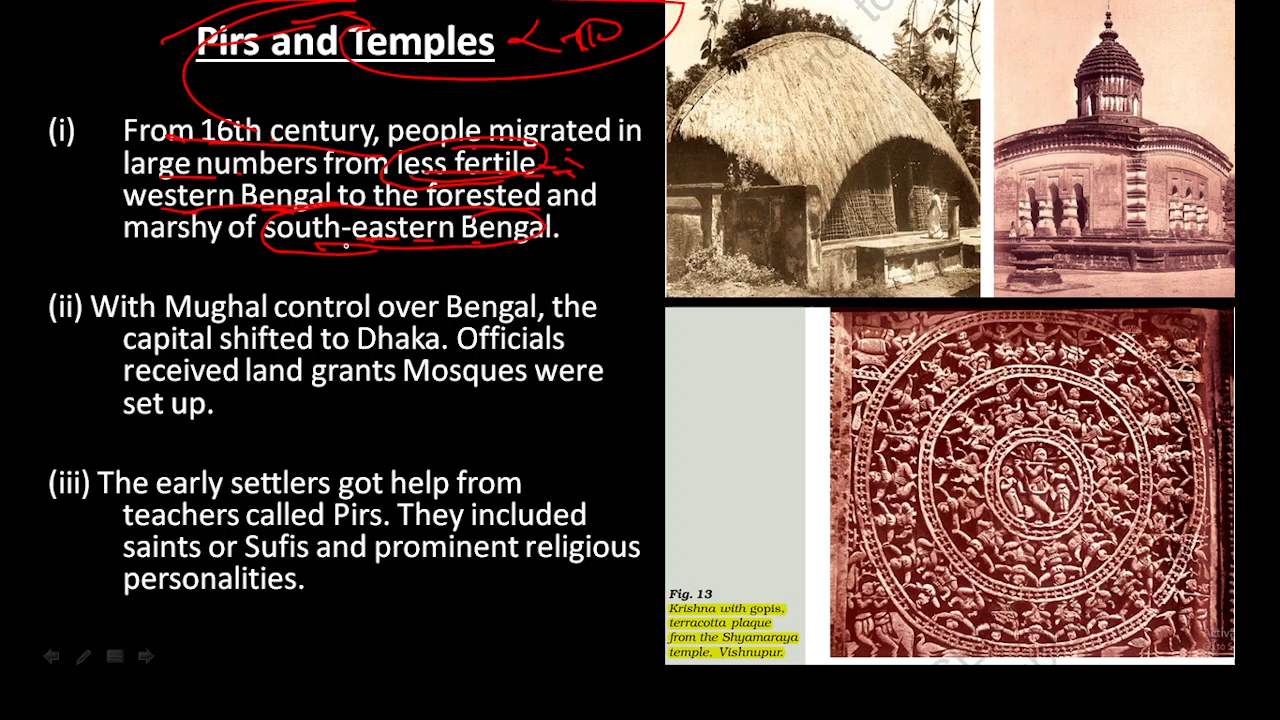 Pirs and Temples
(i) From 16th century, people migrated in
large numbers from less fertile
western Bengal to the forested and
marshy of south-eastern Bengal.
(ii) With Mughal control over Bengal, the
capital shifted to Dhaka. Officials
received land grants Mosques were
set up.
(iii) The early settlers got help from
teachers called Pirs. They included
saints or Sufis and prominent religious
personalities.
Fig. 13
Krishna with gopis,
terracotta plaque
from the Shyamaraya
temple, Vishnupur.